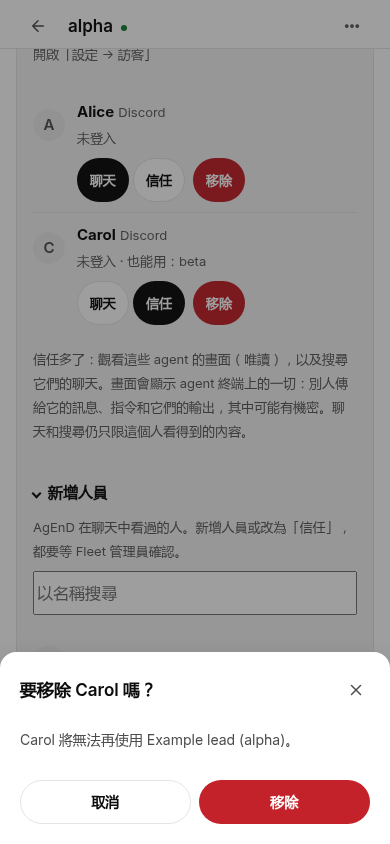 alpha
開啟「設定 → 訪客」
A
Alice Discord
未登入
聊天 信任 移除
C
Carol Discord
未登入 · 也能用：beta
聊天 信任 移除
信任多了：觀看這些 agent 的畫面（唯讀），以及搜尋
它們的聊天。畫面會顯示 agent 終端上的一切：別人傳
給它的訊息、指令和它們的輸出，其中可能有機密。聊
天和搜尋仍只限這個人看得到的內容。
新增人員
AgEnD 在聊天中看過的人。新增人員或改為「信任」，
都要等 Fleet 管理員確認。
以名稱搜尋
要移除 Carol 嗎？
Carol 將無法再使用 Example lead (alpha)。
取消 移除